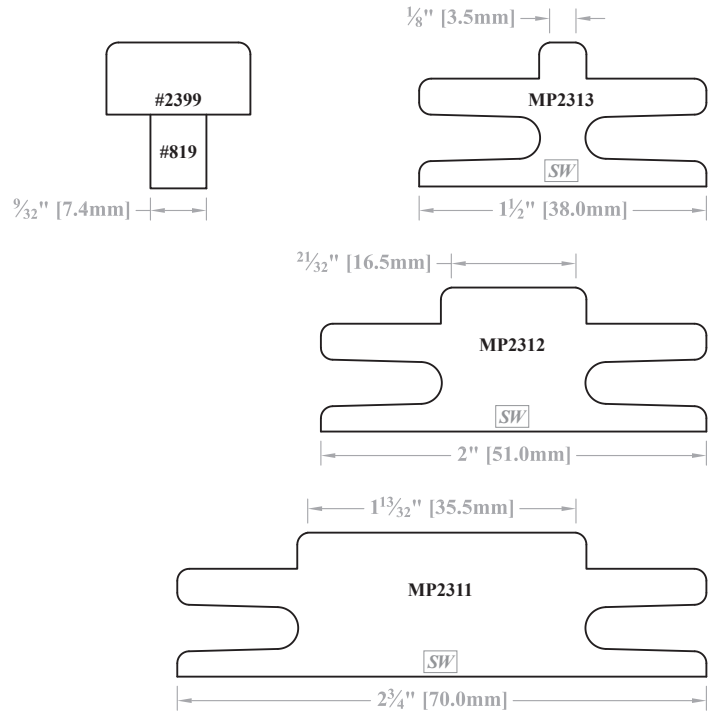 ⅛" [3.5mm]
#2399
MP2313
#819
SW
9⁄32" [7.4mm]
1½" [38.0mm]
21⁄32" [16.5mm]
MP2312
SW
2" [51.0mm]
1 13⁄32" [35.5mm]
MP2311
SW
2¾" [70.0mm]